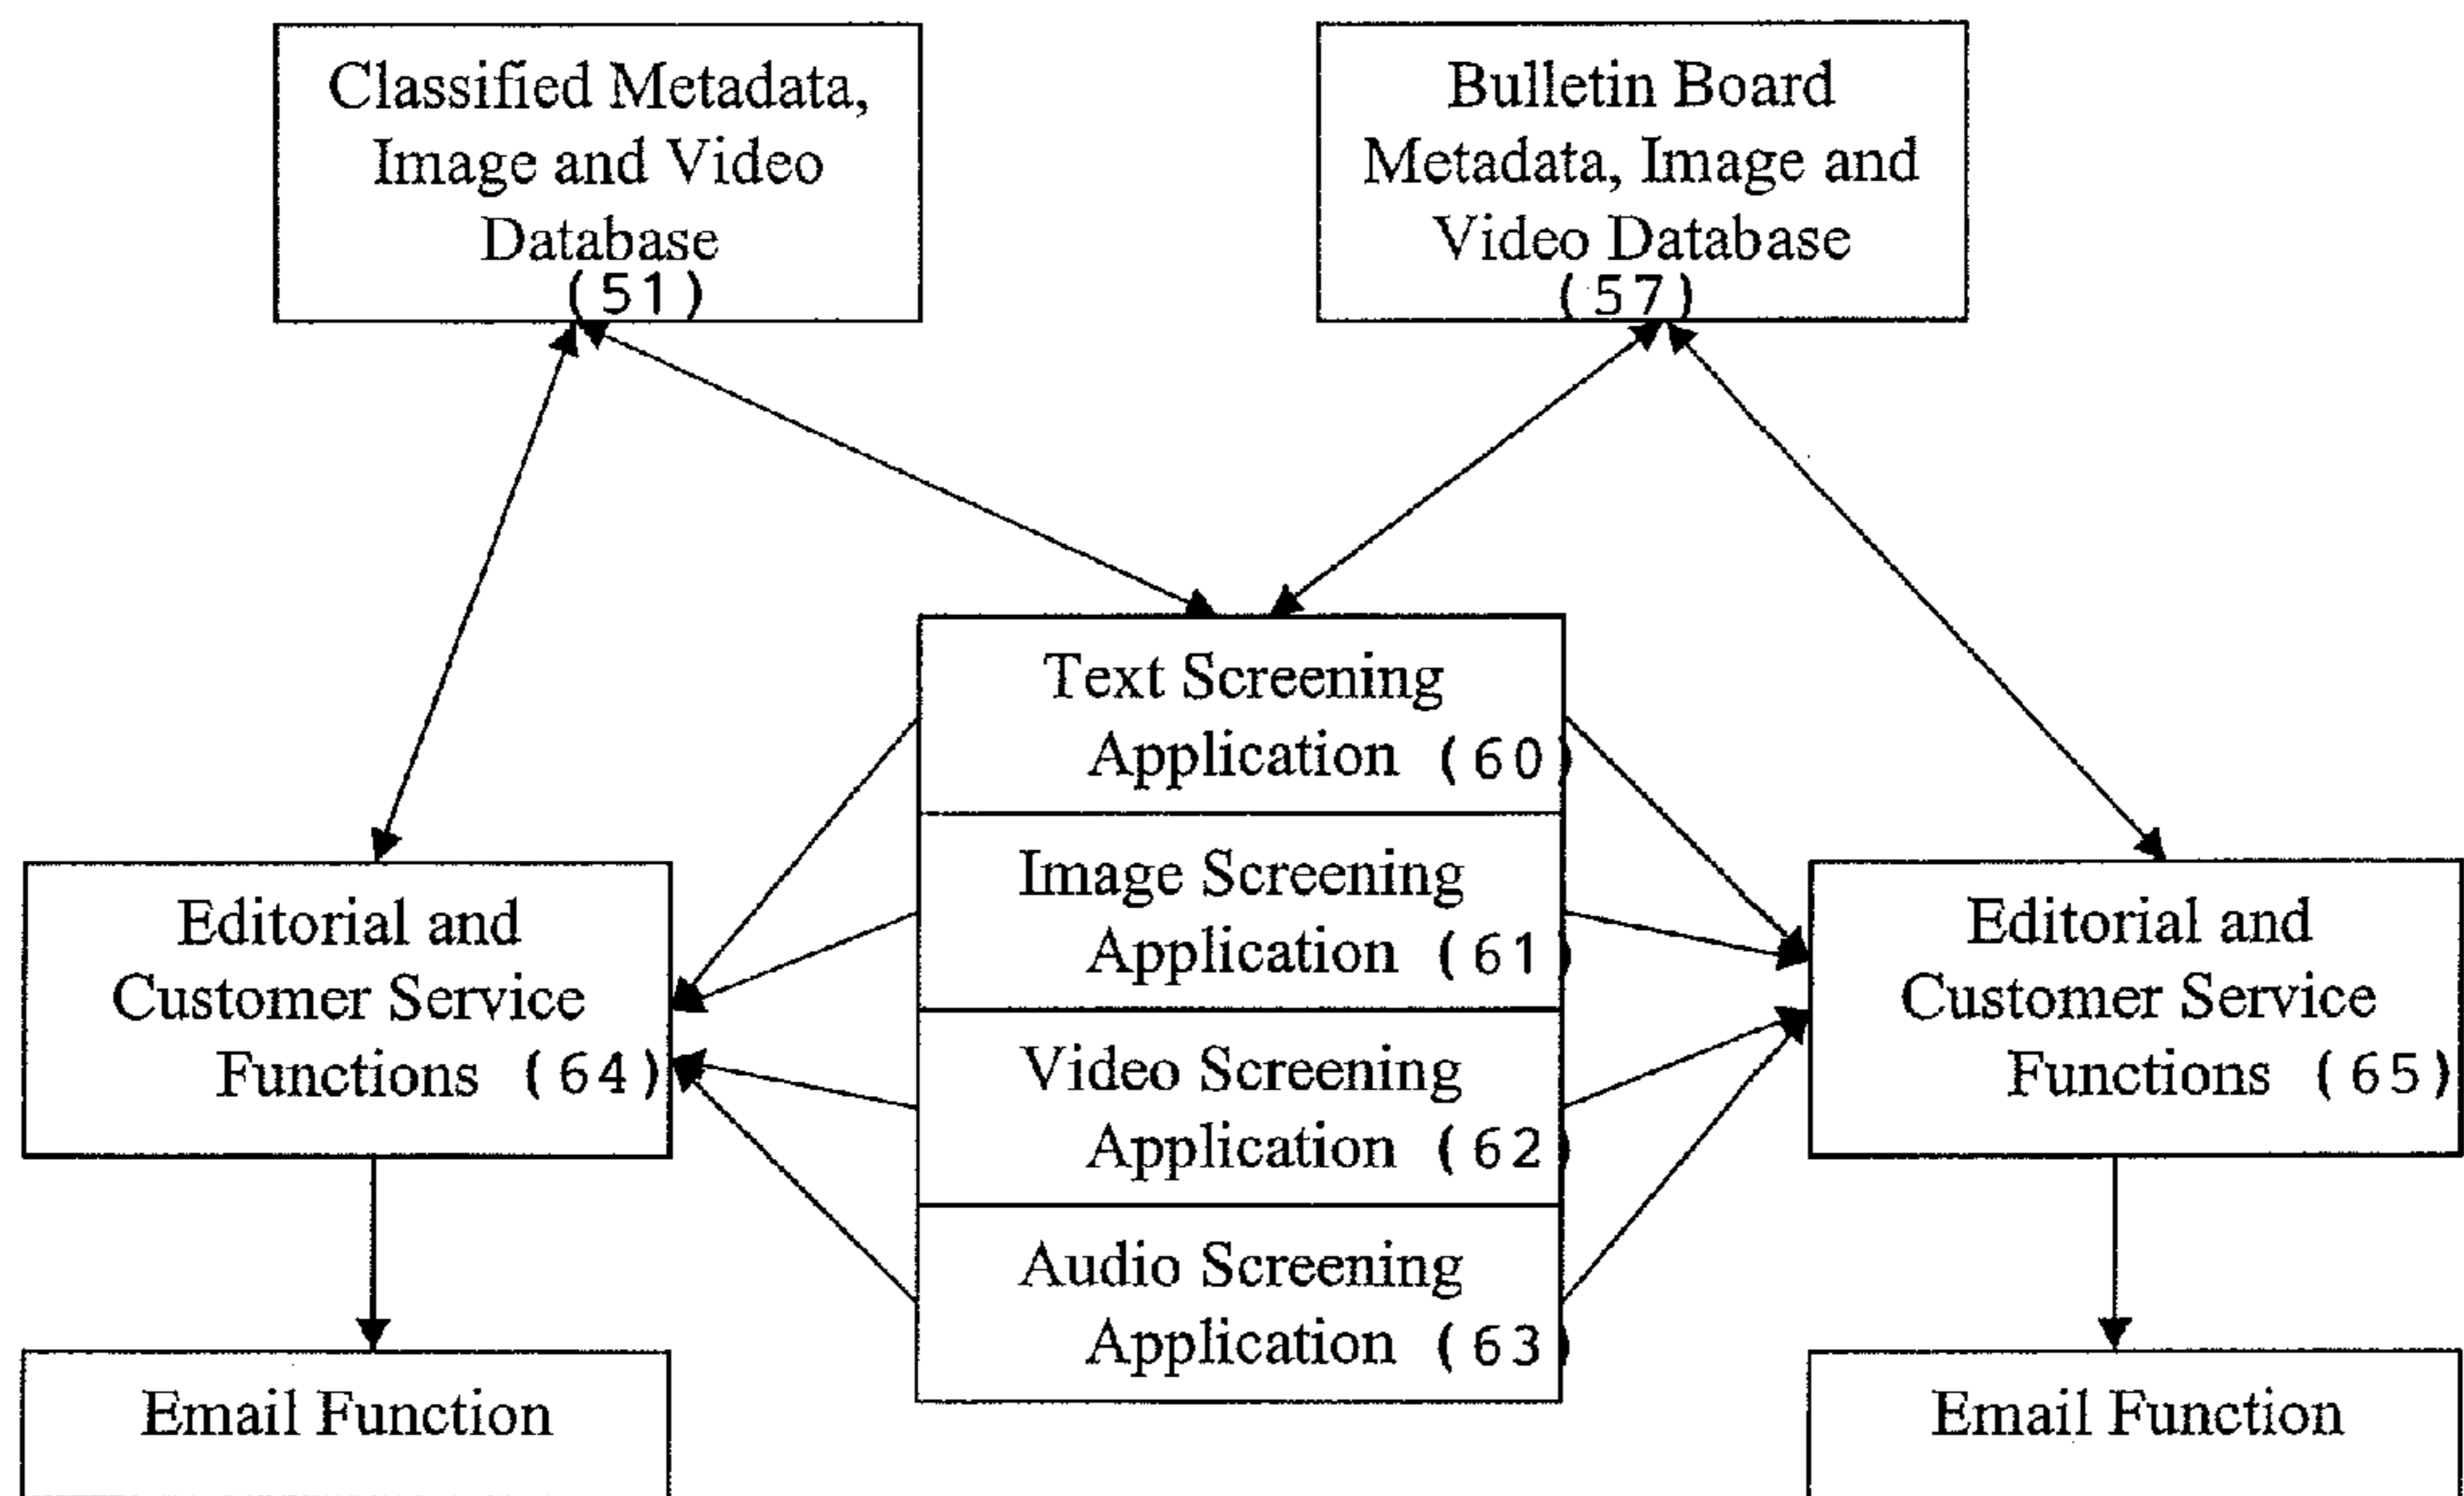 Classified Metadata,
Image and Video
Database
(51)
Bulletin Board
Metadata, Image and
Video Database
(57)
Text Screening
Application (60)
Image Screening
Application (61)
Video Screening
Application (62)
Audio Screening
Application (63)
Editorial and
Customer Service
Functions (64)
Editorial and
Customer Service
Functions (65)
Email Function
Email Function